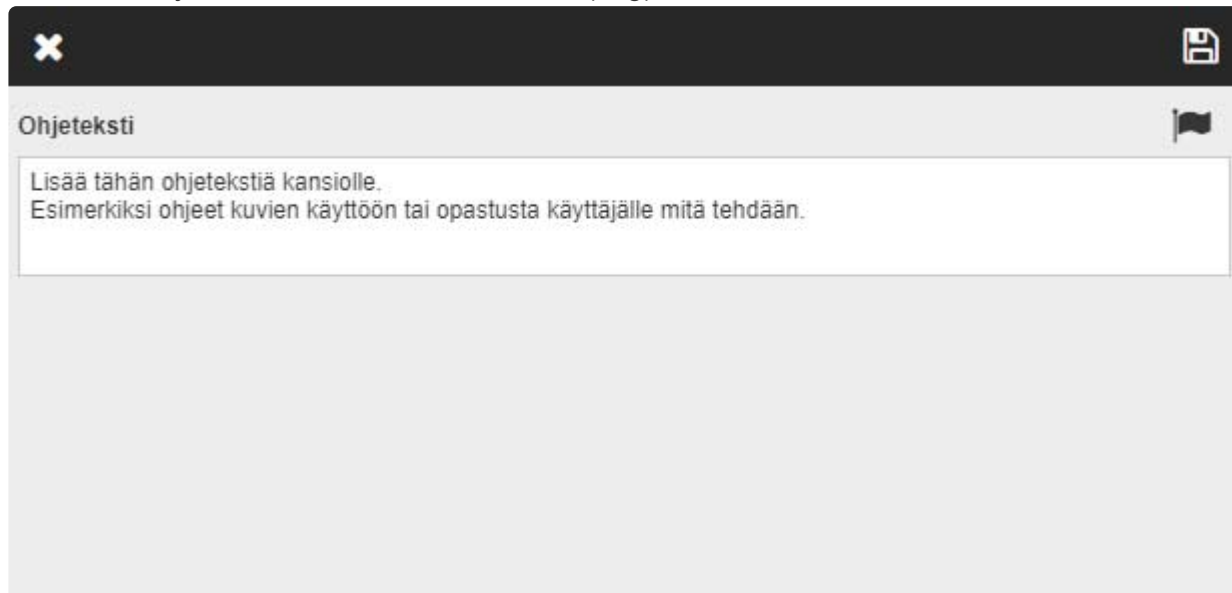 Ohjeteksti
Lisää tähän ohjetekstiä kansiolle.
Esimerkiksi ohjeet kuvien käyttöön tai opastusta käyttäjälle mitä tehdään.